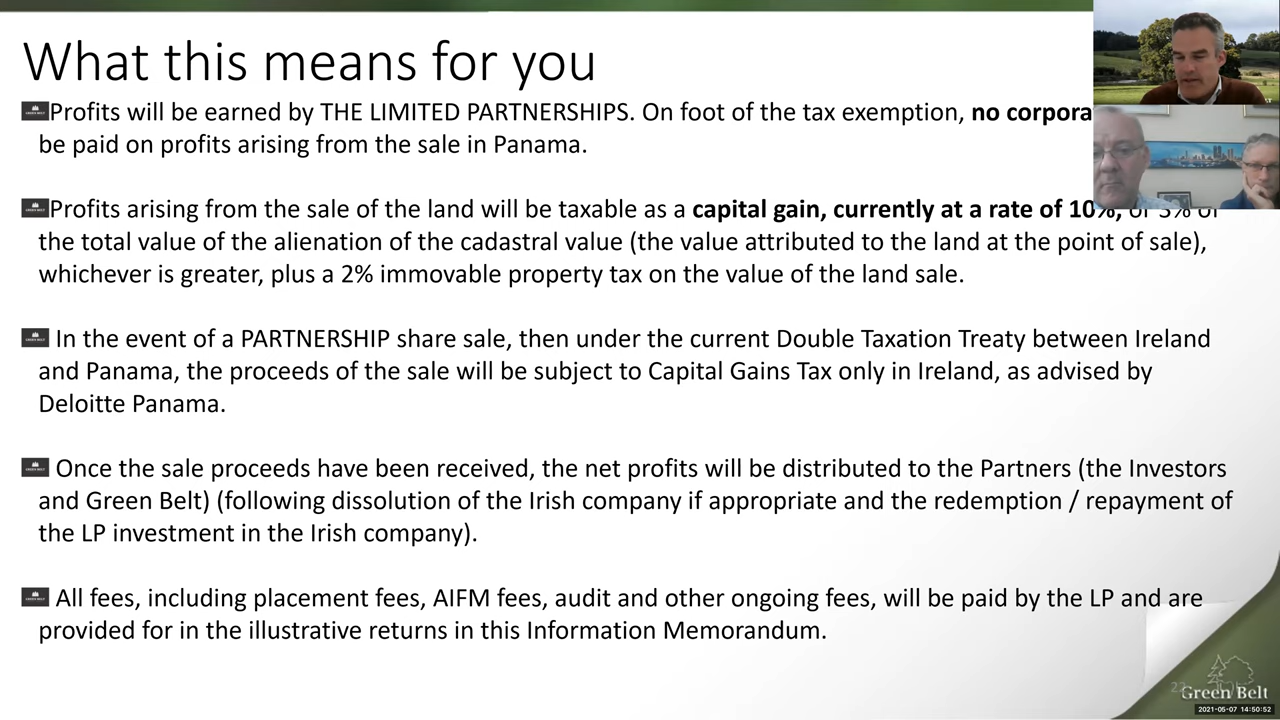 What this means for you
Profits will be earned by THE LIMITED PARTNERSHIPS. On foot of the tax exemption, no
be paid on profits arising from the sale in Panama.
Profits arising from the sale of the land will be taxable as a capital gain, currently at a rate of 10%, or 3% of
the total value of the alienation of the cadastral value (the value attributed to the land at the point of sale),
whichever is greater, plus a 2% immovable property tax on the value of the land sale.
In the event of a PARTNERSHIP share sale, then under the current Double Taxation Treaty between Ireland
and Panama, the proceeds of the sale will be subject to Capital Gains Tax only in Ireland, as advised by
Deloitte Panama.
Once the sale proceeds have been received, the net profits will be distributed to the Partners (the Investors
and Green Belt) (following dissolution of the Irish company if appropriate and the redemption / repayment of
the LP investment in the Irish company).
All fees, including placement fees, AIFM fees, audit and other ongoing fees, will be paid by the LP and are
provided for in the illustrative returns in this Information Memorandum.
Green Belt
2021-05-07 14:50:52